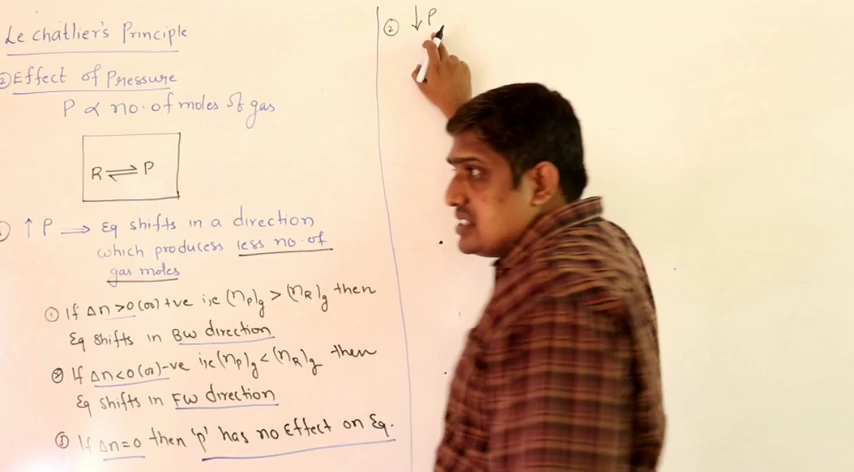 Le chatlier's Principle
② Effect of Pressure
P ∝ no. of moles of gas
R ⇌ P
① ↑ P ⟹ Eq shifts in a direction
which producess less no. of
gas moles
① If Δn>0 (or) +ve i,e (nP)g > (nR)g then
Eq shifts in BW direction
② If Δn<0 (or) -ve i:e (nP)g < (nR)g then
Eq shifts in FW direction
③ If Δn=0 then 'p' has no Effect on Eq.
② ↓ P